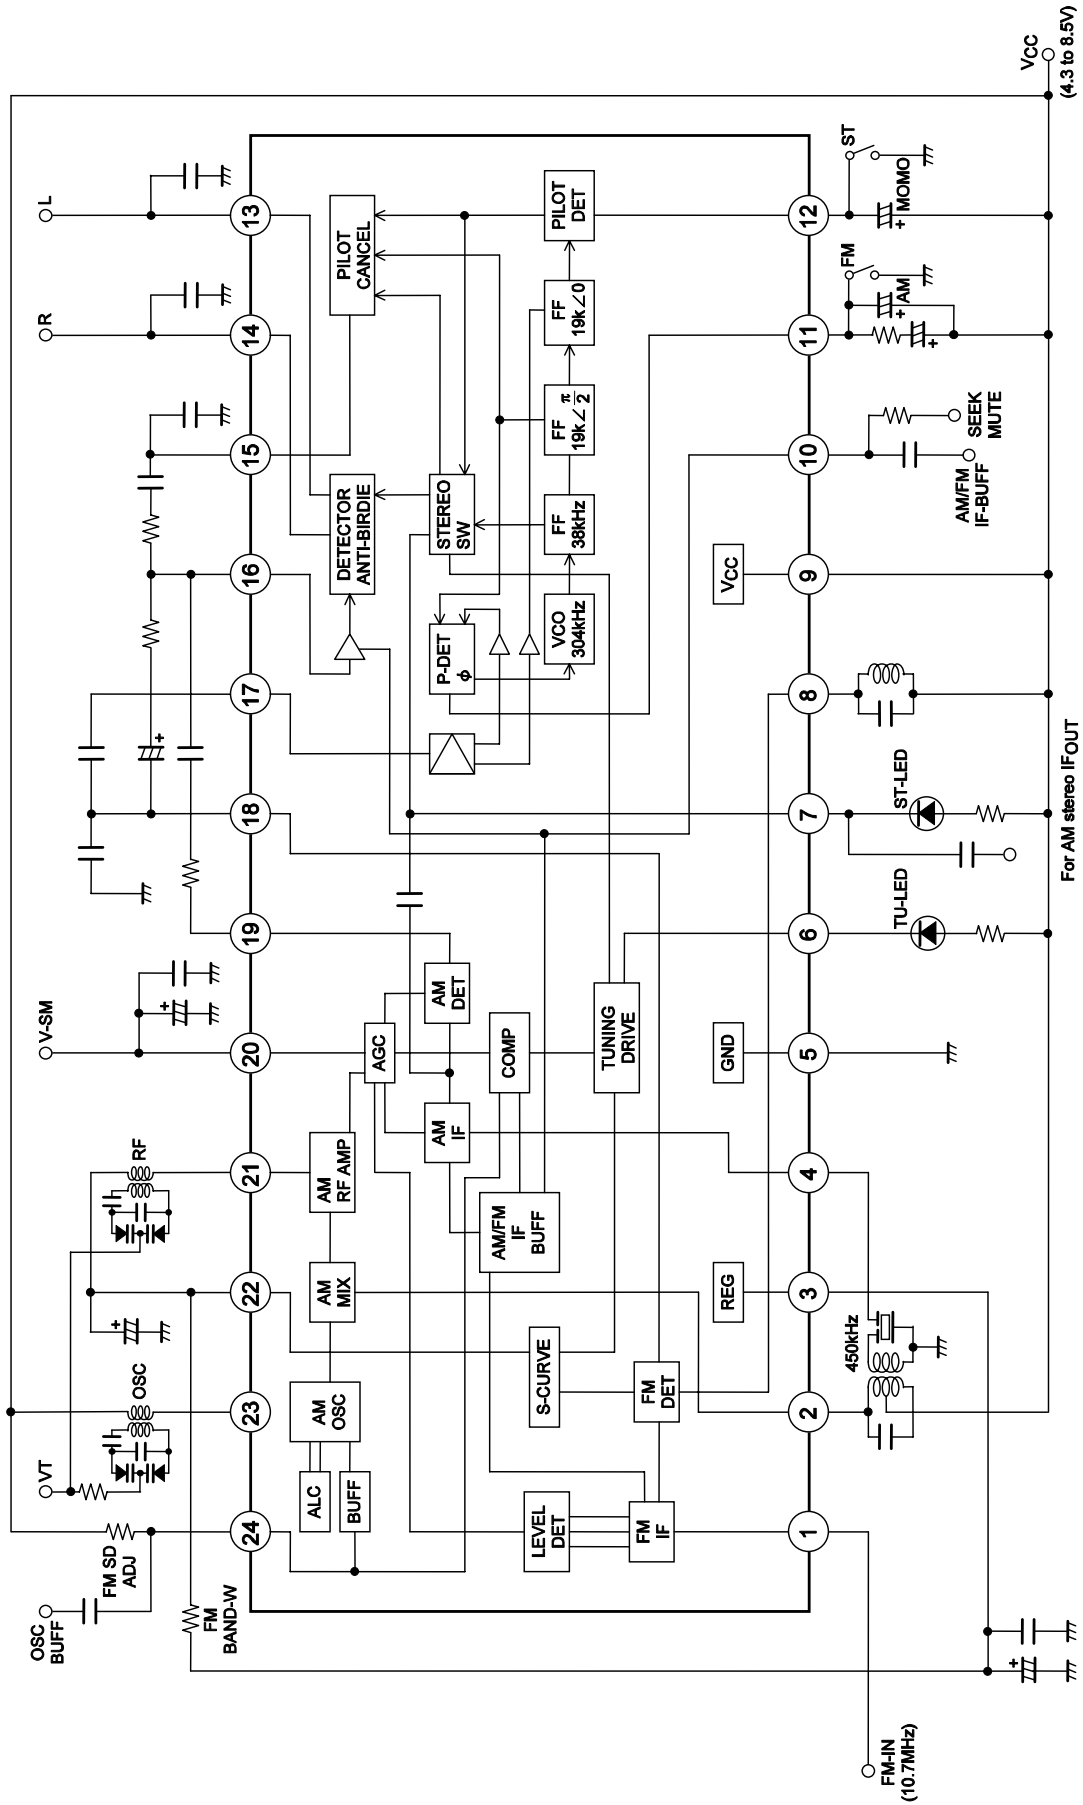 OSC
BUFF
VT
V-SM
R
L
FM SD
ADJ
OSC
RF
FM
BAND-W
24
23
22
21
20
19
18
17
16
15
14
13
ALC
BUFF
AM
OSC
AM
MIX
AM
RF AMP
AGC
DETECTOR
ANTI-BIRDIE
PILOT
CANCEL
AM
IF
AM
DET
P-DET
ϕ
STEREO
SW
AM/FM
IF
BUFF
COMP
LEVEL
DET
S-CURVE
VCO
304kHz
FF
38kHz
FF
19k∠π/2
FF
19k∠0
PILOT
DET
FM
IF
FM
DET
TUNING
DRIVE
REG
GND
VCC
1
2
3
4
5
6
7
8
9
10
11
12
450kHz
TU-LED
ST-LED
FM
AM
ST
MOMO
AM/FM
IF-BUFF
SEEK
MUTE
FM-IN
(10.7MHz)
For AM stereo IFOUT
VCC
(4.3 to 8.5V)